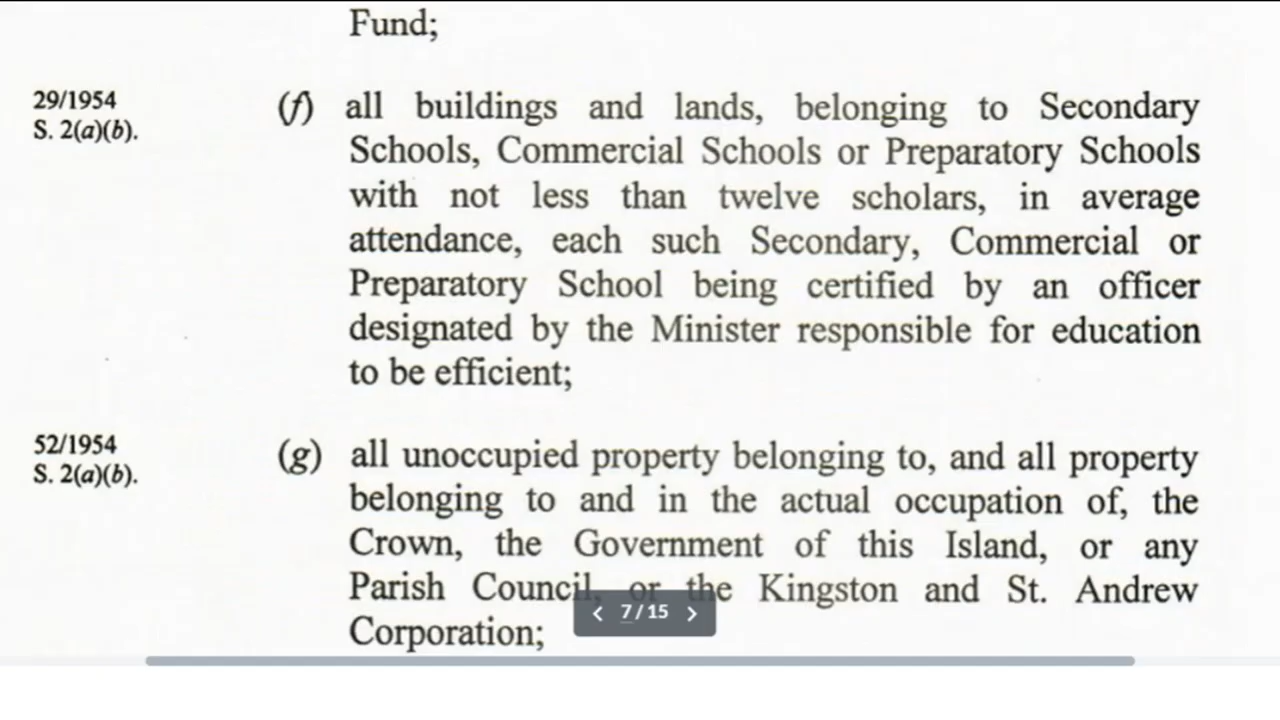 Fund;
29/1954
S. 2(a)(b).
(f) all buildings and lands, belonging to Secondary
Schools, Commercial Schools or Preparatory Schools
with not less than twelve scholars, in average
attendance, each such Secondary, Commercial or
Preparatory School being certified by an officer
designated by the Minister responsible for education
to be efficient;
52/1954
S. 2(a)(b).
(g) all unoccupied property belonging to, and all property
belonging to and in the actual occupation of, the
Crown, the Government of this Island, or any
Parish Council, or the Kingston and St. Andrew
Corporation;
7/15